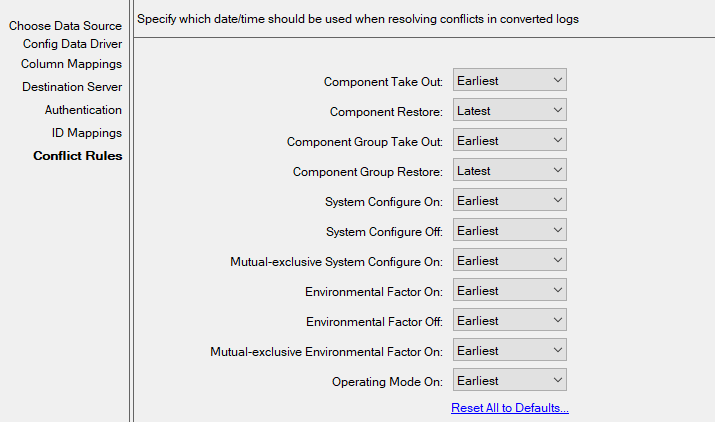 Choose Data Source
Config Data Driver
Column Mappings
Destination Server
Authentication
ID Mappings
Conflict Rules
Specify which date/time should be used when resolving conflicts in converted logs
Component Take Out: Earliest
Component Restore: Latest
Component Group Take Out: Earliest
Component Group Restore: Latest
System Configure On: Earliest
System Configure Off: Earliest
Mutual-exclusive System Configure On: Earliest
Environmental Factor On: Earliest
Environmental Factor Off: Earliest
Mutual-exclusive Environmental Factor On: Earliest
Operating Mode On: Earliest
Reset All to Defaults...